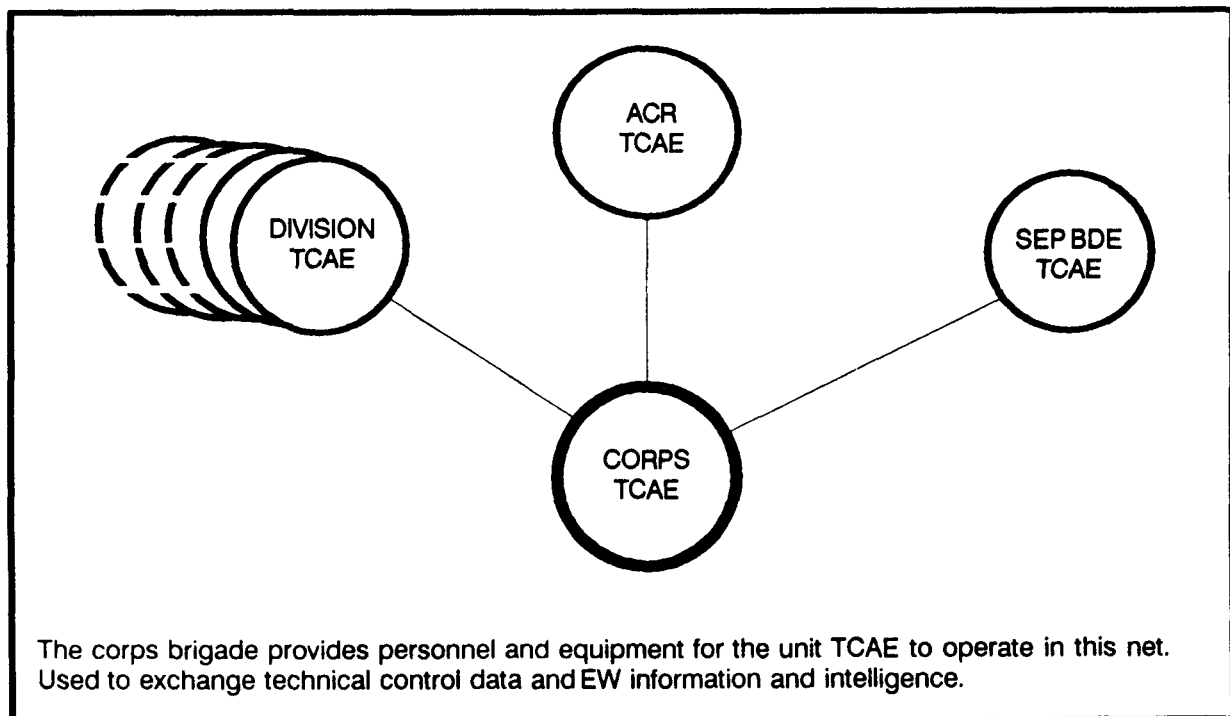 ACR
TCAE
DIVISION
TCAE
SEP BDE
TCAE
CORPS
TCAE
The corps brigade provides personnel and equipment for the unit TCAE to operate in this net.
Used to exchange technical control data and EW information and intelligence.